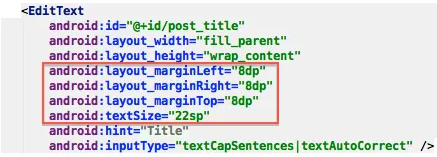 <EditText
android:id="@+id/post_title"
android:layout_width="fill_parent"
android:layout_height="wrap_content"
android:layout_marginLeft="8dp"
android:layout_marginRight="8dp"
android:layout_marginTop="8dp"
android:textSize="22sp"
android:hint="Title"
android:inputType="textCapSentences|textAutoCorrect" />